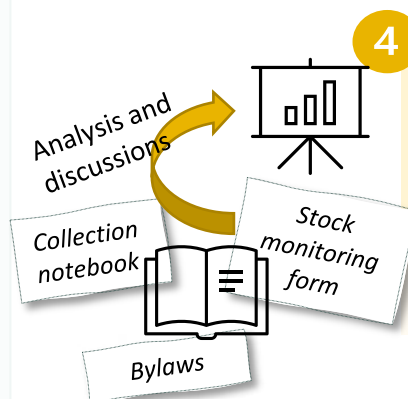 4
Analysis and
discussions
Collection
notebook
Stock
monitoring
form
Bylaws